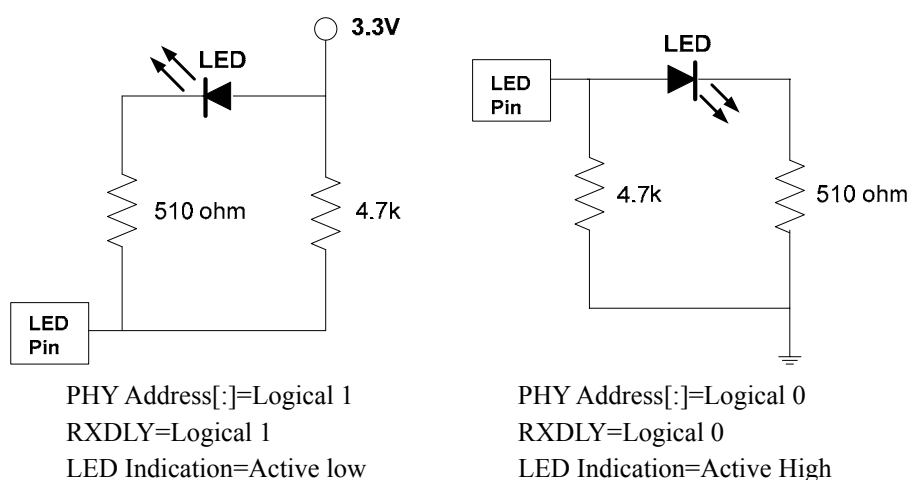 3.3V
LED
510 ohm
4.7k
LED
Pin
PHY Address[:]=Logical 1
RXDLY=Logical 1
LED Indication=Active low
LED
LED
Pin
4.7k
510 ohm
PHY Address[:]=Logical 0
RXDLY=Logical 0
LED Indication=Active High